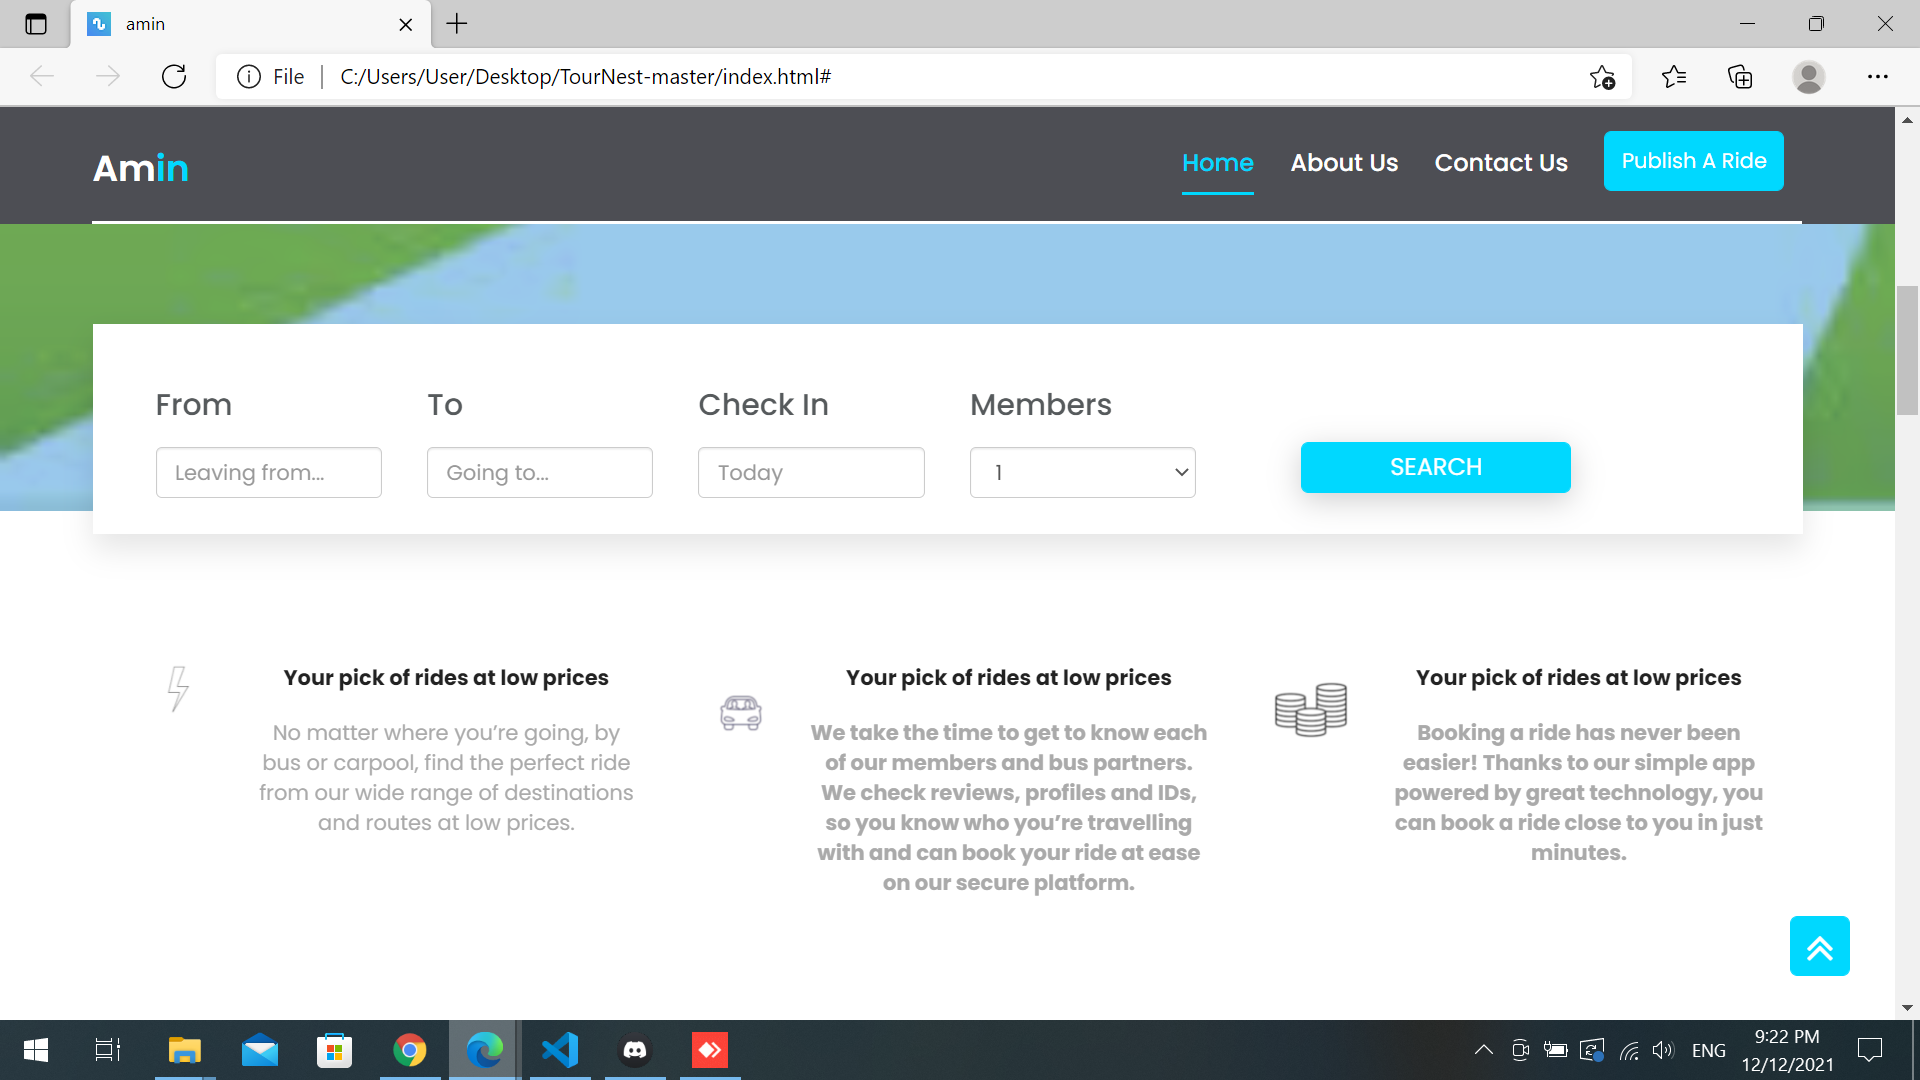 amin
File
C:/Users/User/Desktop/TourNest-master/index.html#
Amin
Home
About Us
Contact Us
Publish A Ride
From
To
Check In
Members
Leaving from...
Going to...
Today
1
SEARCH
Your pick of rides at low prices
No matter where you’re going, by
bus or carpool, find the perfect ride
from our wide range of destinations
and routes at low prices.
Your pick of rides at low prices
We take the time to get to know each
of our members and bus partners.
We check reviews, profiles and IDs,
so you know who you’re travelling
with and can book your ride at ease
on our secure platform.
Your pick of rides at low prices
Booking a ride has never been
easier! Thanks to our simple app
powered by great technology, you
can book a ride close to you in just
minutes.
ENG
9:22 PM
12/12/2021